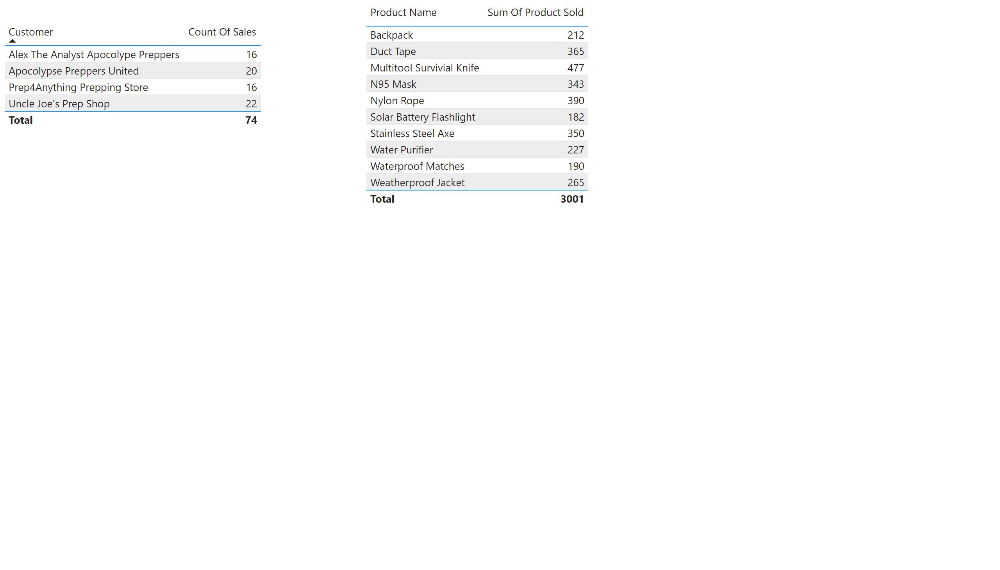 Customer Count Of Sales
Alex The Analyst Apocolype Preppers 16
Apocolypse Preppers United 20
Prep4Anything Prepping Store 16
Uncle Joe's Prep Shop 22
Total 74
Product Name Sum Of Product Sold
Backpack 212
Duct Tape 365
Multitool Survivial Knife 477
N95 Mask 343
Nylon Rope 390
Solar Battery Flashlight 182
Stainless Steel Axe 350
Water Purifier 227
Waterproof Matches 190
Weatherproof Jacket 265
Total 3001